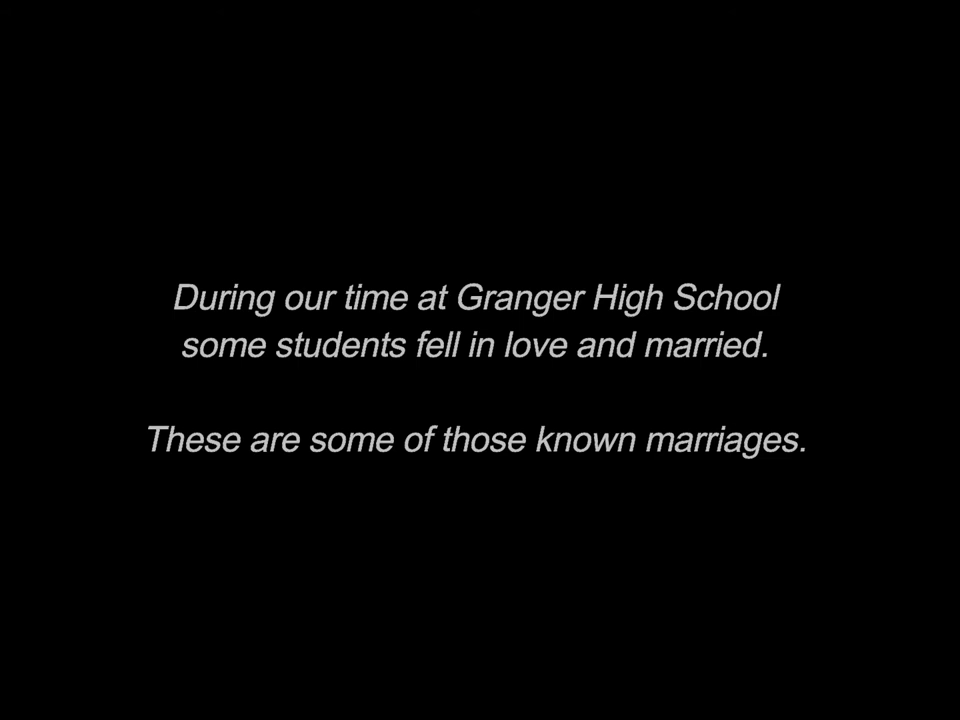 During our time at Granger High School
some students fell in love and married.
These are some of those known marriages.